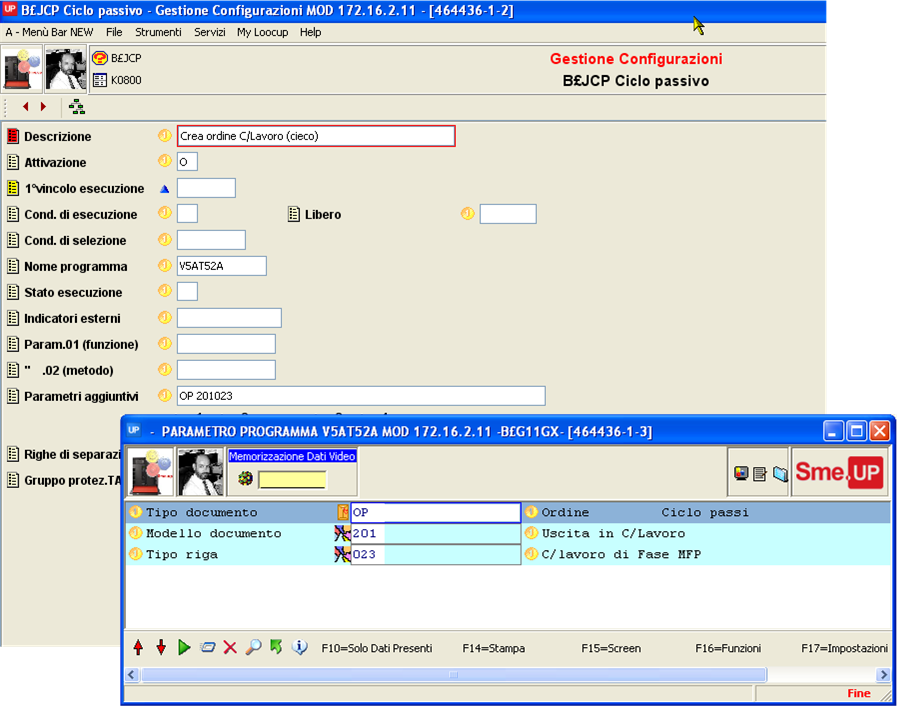 UP B£JCP Ciclo passivo - Gestione Configurazioni MOD 172.16.2.11 - [464436-1-2]
A - Menù Bar NEW File Strumenti Servizi My Loocup Help
B£JCP
K0800
Gestione Configurazioni
B£JCP Ciclo passivo
Descrizione Crea ordine C/Lavoro (cieco)
Attivazione O
1°vincolo esecuzione
Cond. di esecuzione Libero
Cond. di selezione
Nome programma V5AT52A
Stato esecuzione
Indicatori esterni
Param.01 (funzione)
" .02 (metodo)
Parametri aggiuntivi OP 201023
Righe di separazi
Gruppo protez.TA
UP - PARAMETRO PROGRAMMA V5AT52A MOD 172.16.2.11 -B£G11GX- [464436-1-3]
Memorizzazione Dati Video
Sme.UP
Tipo documento OP Ordine Ciclo passi
Modello documento 201 Uscita in C/Lavoro
Tipo riga 023 C/lavoro di Fase MFP
F10=Solo Dati Presenti F14=Stampa F15=Screen F16=Funzioni F17=Impostazioni
Fine